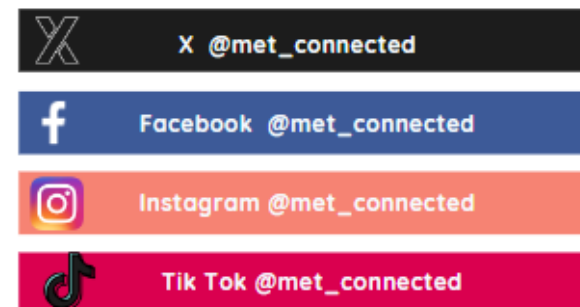 X @met_connected
Facebook @met_connected
Instagram @met_connected
Tik Tok @met_connected